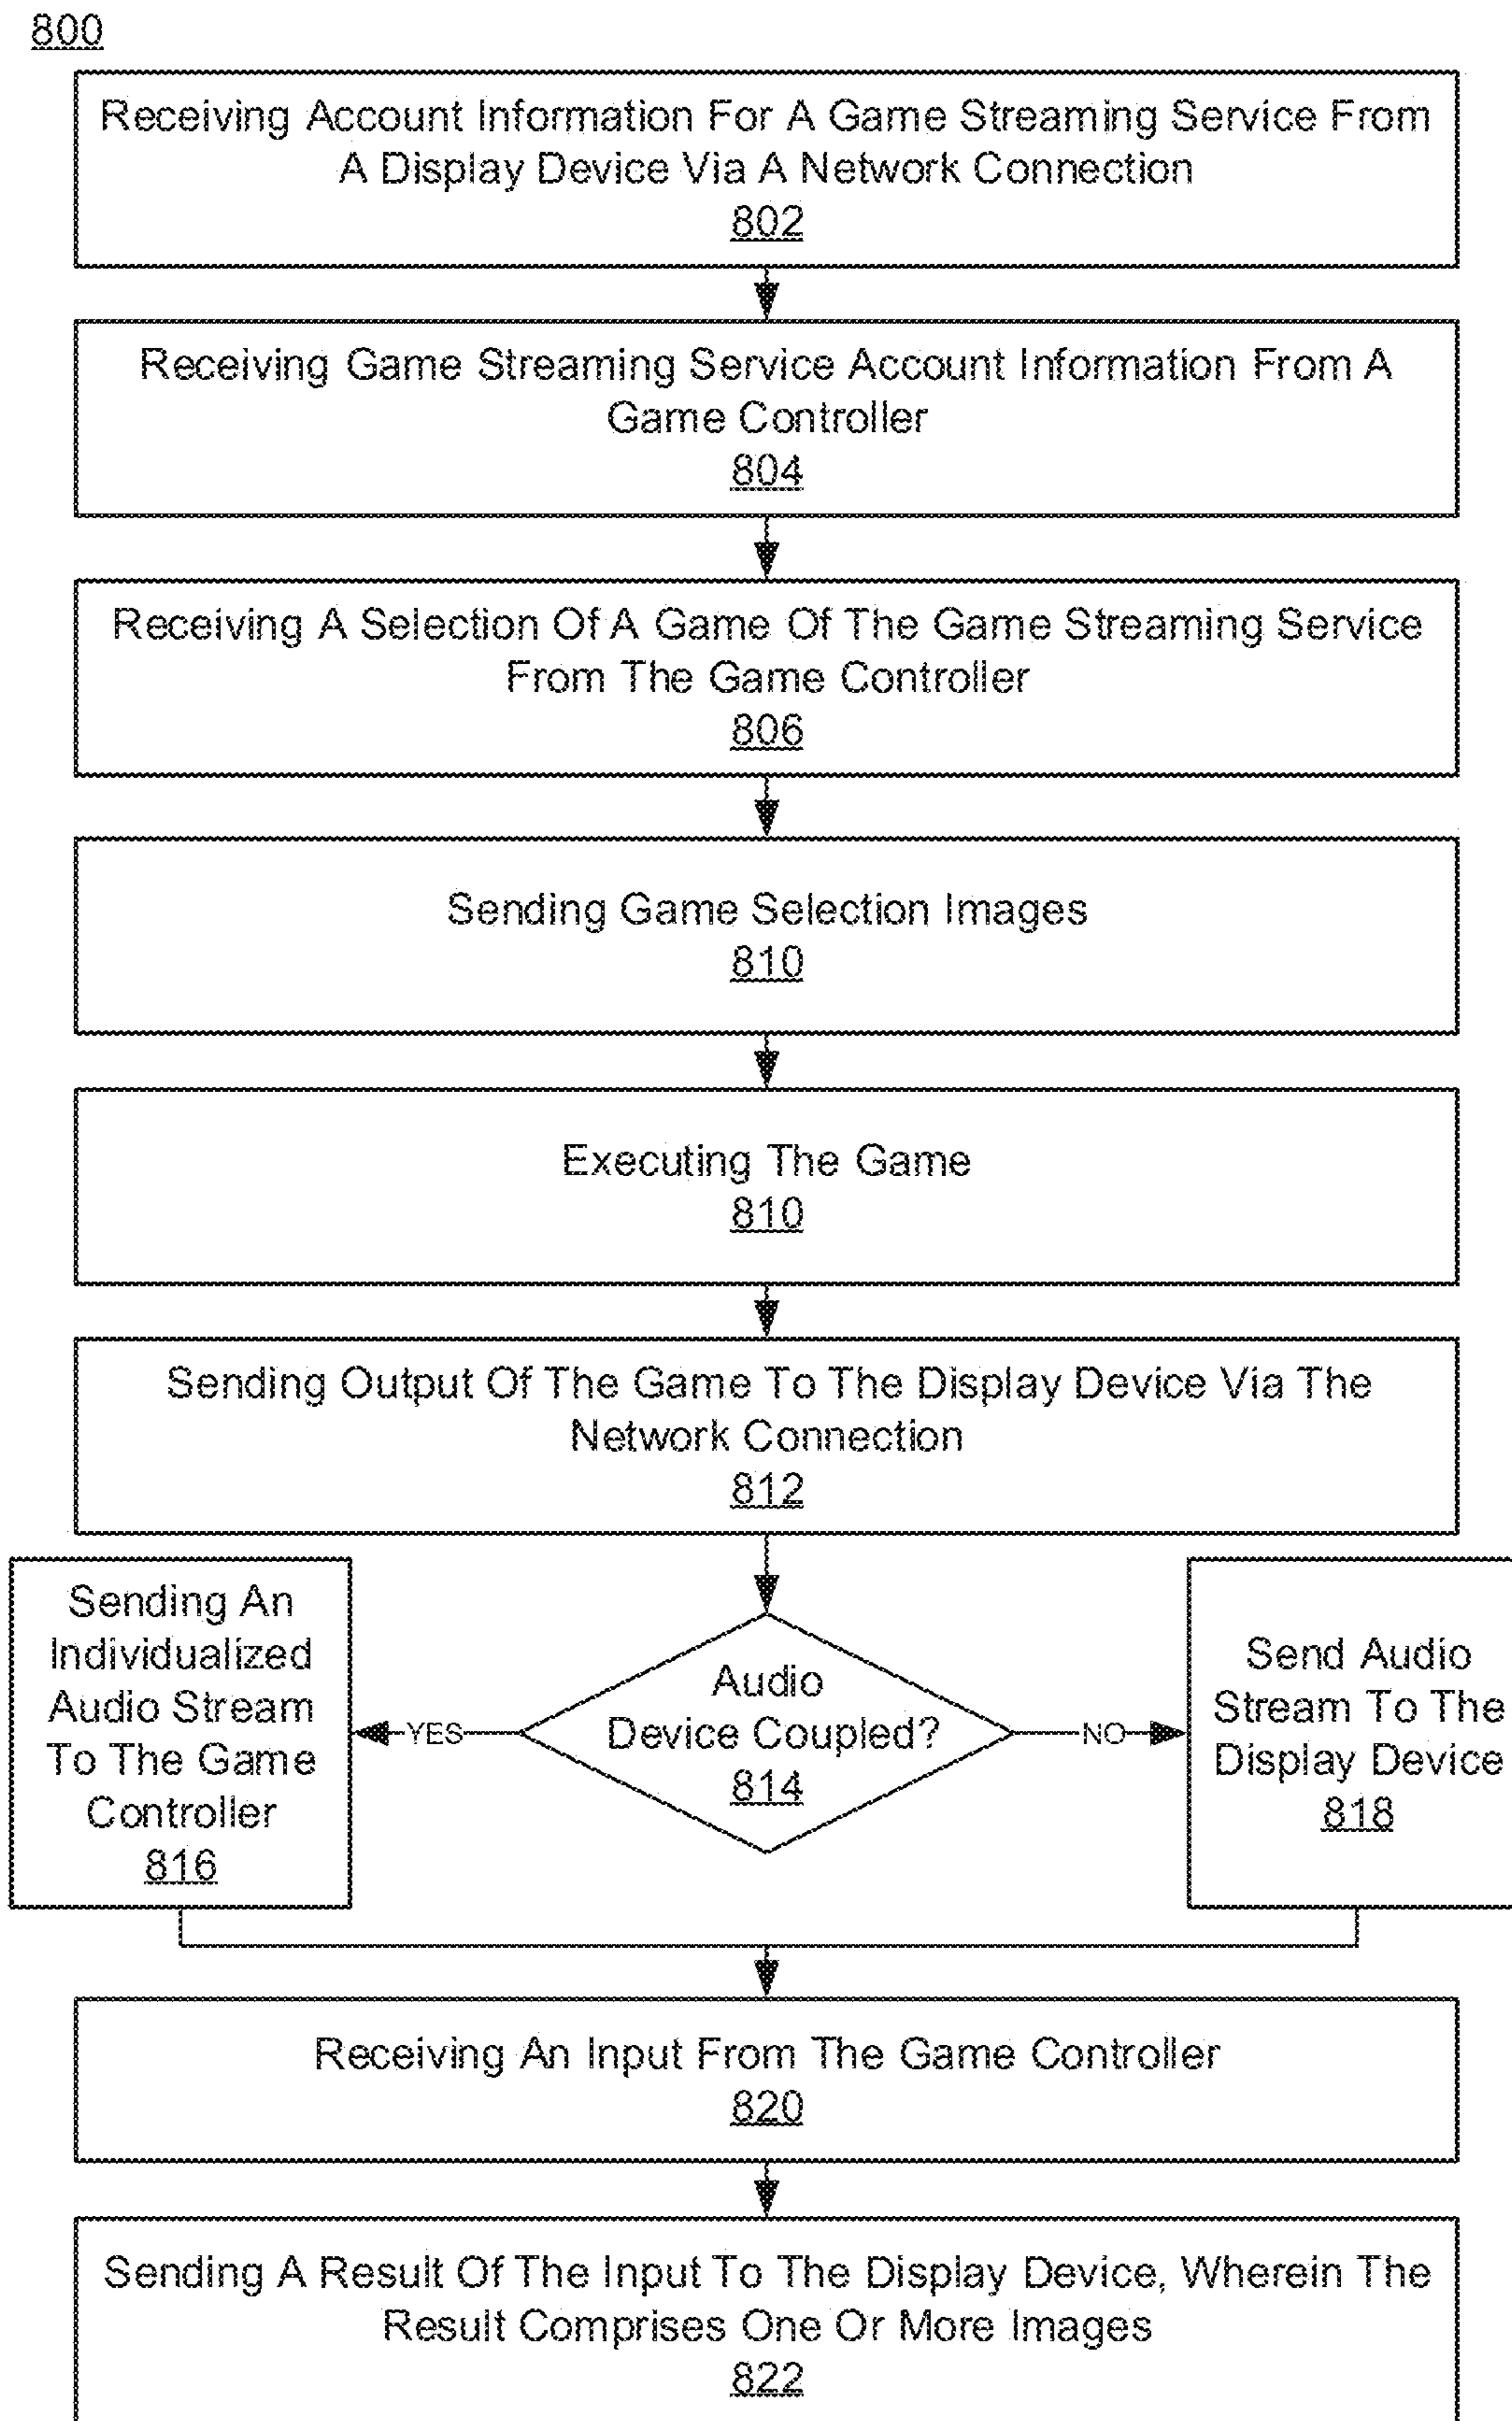 800
Receiving Account Information For A Game Streaming Service From
A Display Device Via A Network Connection
802
Receiving Game Streaming Service Account Information From A
Game Controller
804
Receiving A Selection Of A Game Of The Game Streaming Service
From The Game Controller
806
Sending Game Selection Images
810
Executing The Game
810
Sending Output Of The Game To The Display Device Via The
Network Connection
812
Sending An
Individualized
Audio Stream
To The Game
Controller
816
YES
Audio
Device Coupled?
814
NO
Send Audio
Stream To The
Display Device
818
Receiving An Input From The Game Controller
820
Sending A Result Of The Input To The Display Device, Wherein The
Result Comprises One Or More Images
822